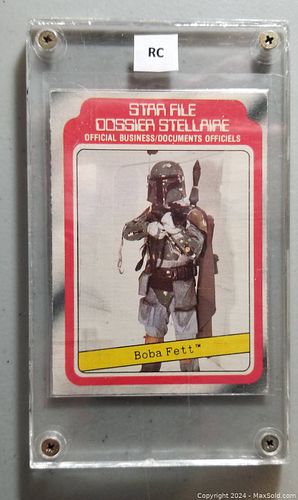 RC
STAR FILE
DOSSIER STELLAIRE
OFFICIAL BUSINESS/DOCUMENTS OFFICIELS
Boba Fett™
Copyright 2024 - MaxSold.com